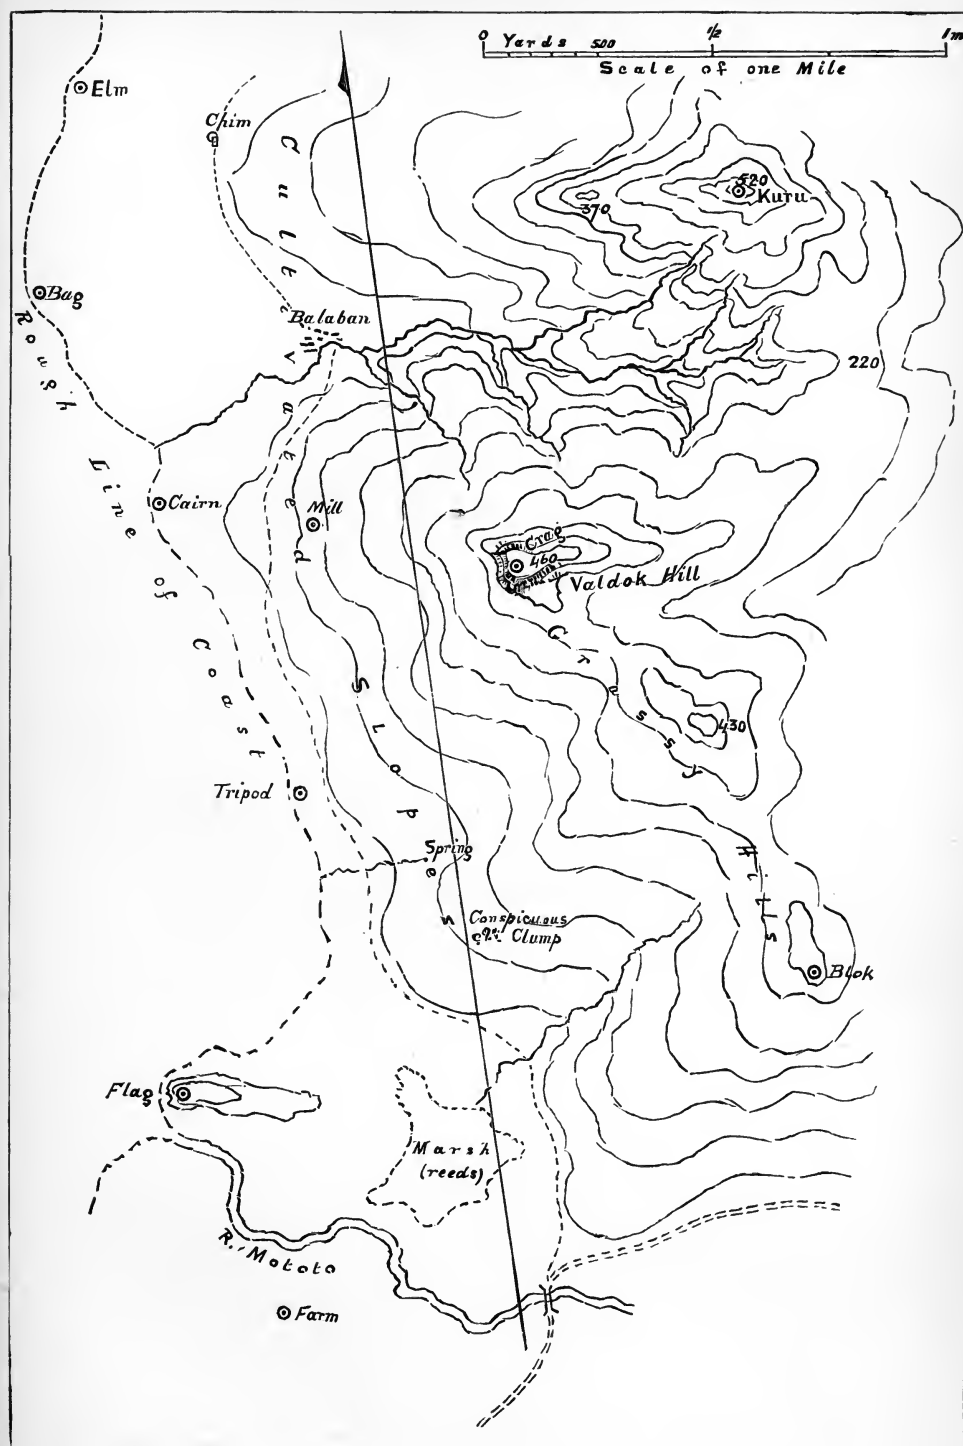 0 Yards 500 1/2 1m
Scale of one Mile
Elm
Chim
520
Kuru
370
Bag
Balaban
220
Rough Line of Coast
Cultivated Slopes
Cairn
Mill
Crag
460
Valdok Hill
Grassy Hills
430
Tripod
Spring
Conspicuous
Clump
Blok
Flag
Marsh
(reeds)
R. Mototo
Farm